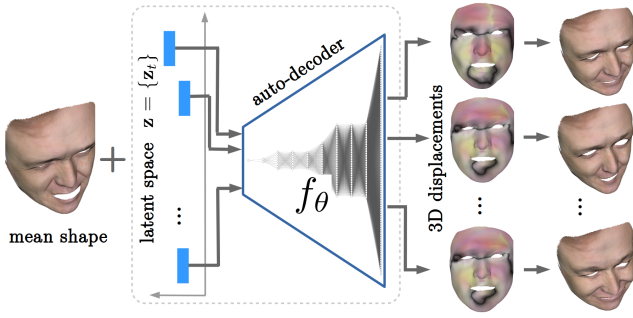 mean shape
latent space z = {z_t}
...
auto-decoder
f_θ
3D displacements
...
...